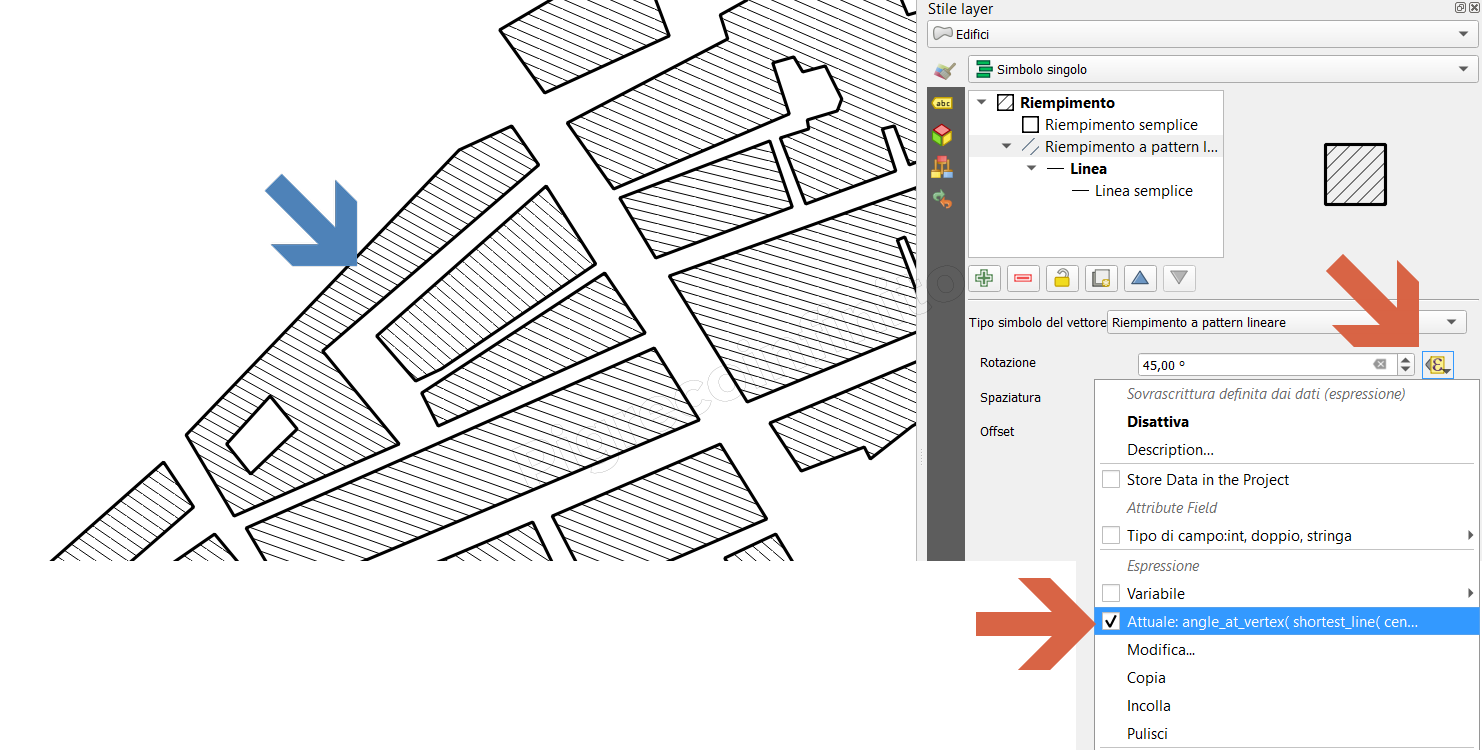 Stile layer
Edifici
Simbolo singolo
abc
Riempimento
Riempimento semplice
Riempimento a pattern l...
Linea
Linea semplice
Tipo simbolo del vettore Riempimento a pattern lineare
Rotazione 45,00 °
Spaziatura
Offset
Sovrascrittura definita dai dati (espressione)
Disattiva
Description...
Store Data in the Project
Attribute Field
Tipo di campo:int, doppio, stringa
Espressione
Variabile
Attuale: angle_at_vertex( shortest_line( cen...
Modifica...
Copia
Incolla
Pulisci